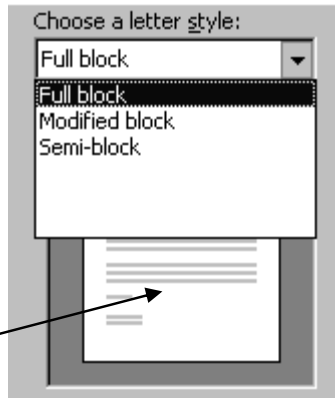 Choose a letter style:
Full block
Full block
Modified block
Semi-block